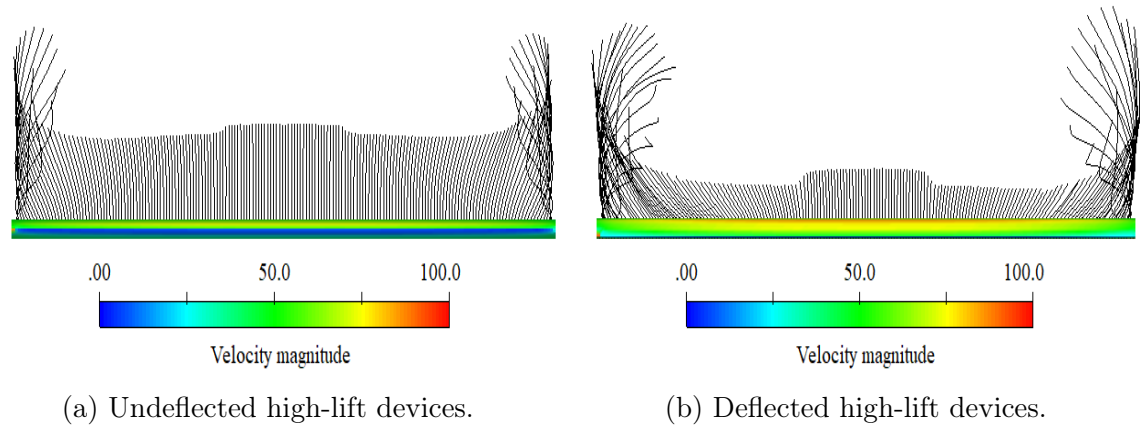 .00 50.0 100.0
Velocity magnitude
(a) Undeflected high-lift devices.
.00 50.0 100.0
Velocity magnitude
(b) Deflected high-lift devices.